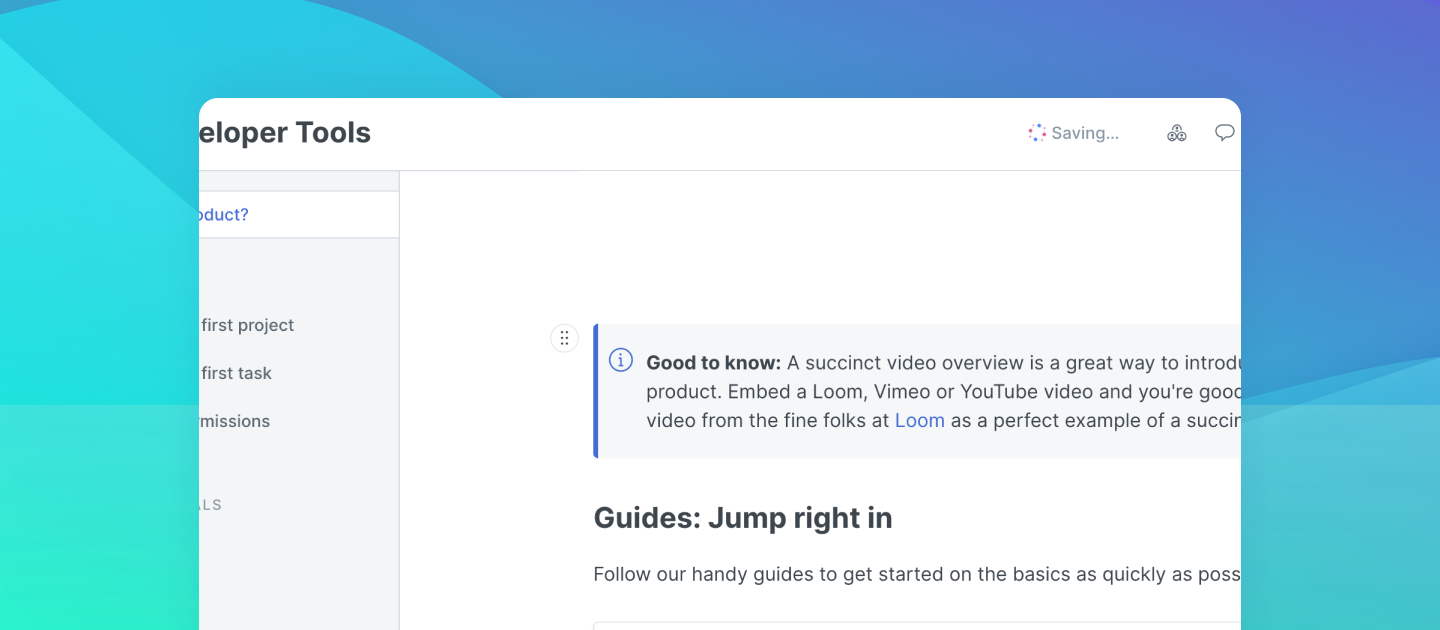 eloper Tools
Saving...
oduct?
first project
first task
missions
ALS
Good to know: A succinct video overview is a great way to introdu
product. Embed a Loom, Vimeo or YouTube video and you're good
video from the fine folks at Loom as a perfect example of a succin
Guides: Jump right in
Follow our handy guides to get started on the basics as quickly as poss